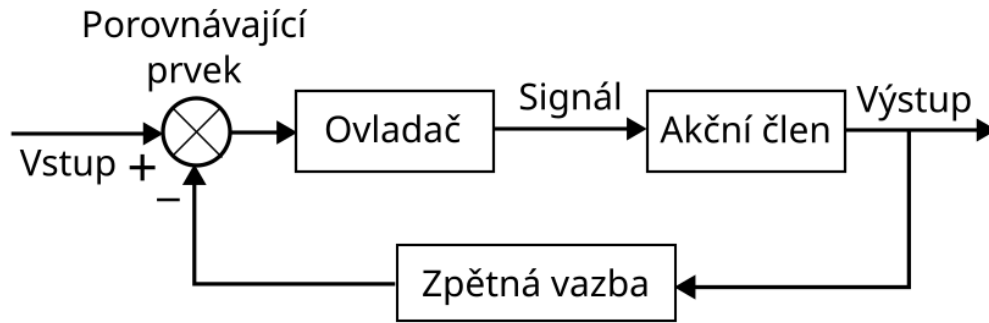 Porovnávající
prvek
Vstup +
−
Ovladač
Signál
Akční člen
Výstup
Zpětná vazba